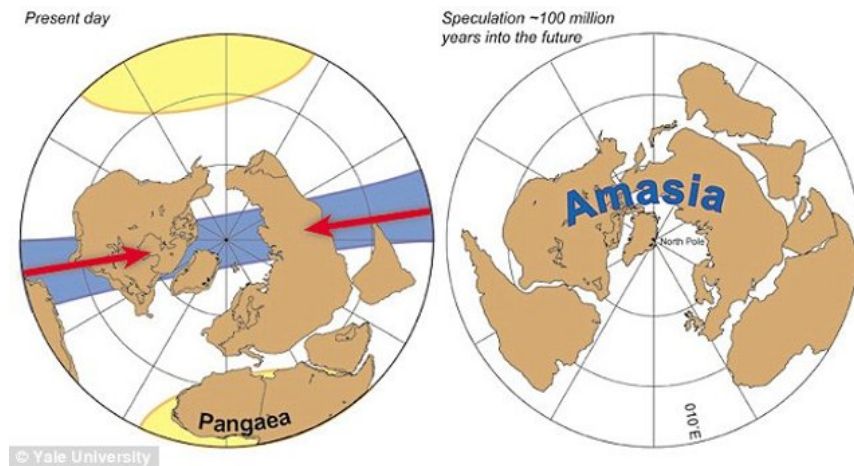 Present day
Speculation ~100 million
years into the future
Amasia
North Pole
Pangaea
010°E
© Yale University